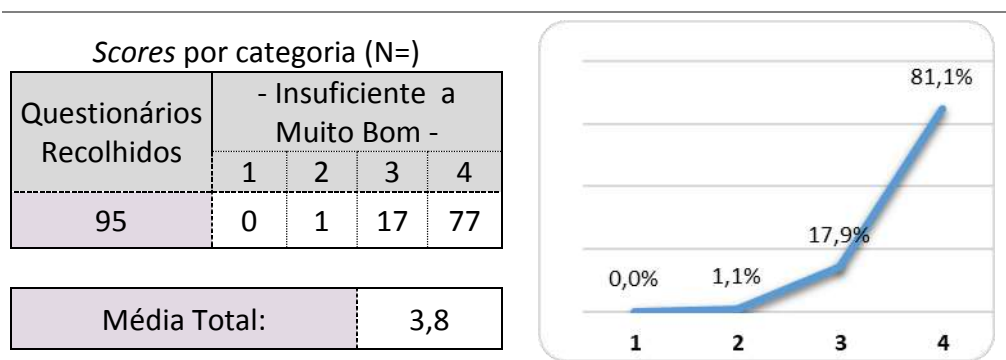 Scores por categoria (N=)
Questionários Recolhidos
- Insuficiente a
Muito Bom -
1 2 3 4
95 0 1 17 77
Média Total: 3,8
81,1%
17,9%
0,0% 1,1%
1 2 3 4